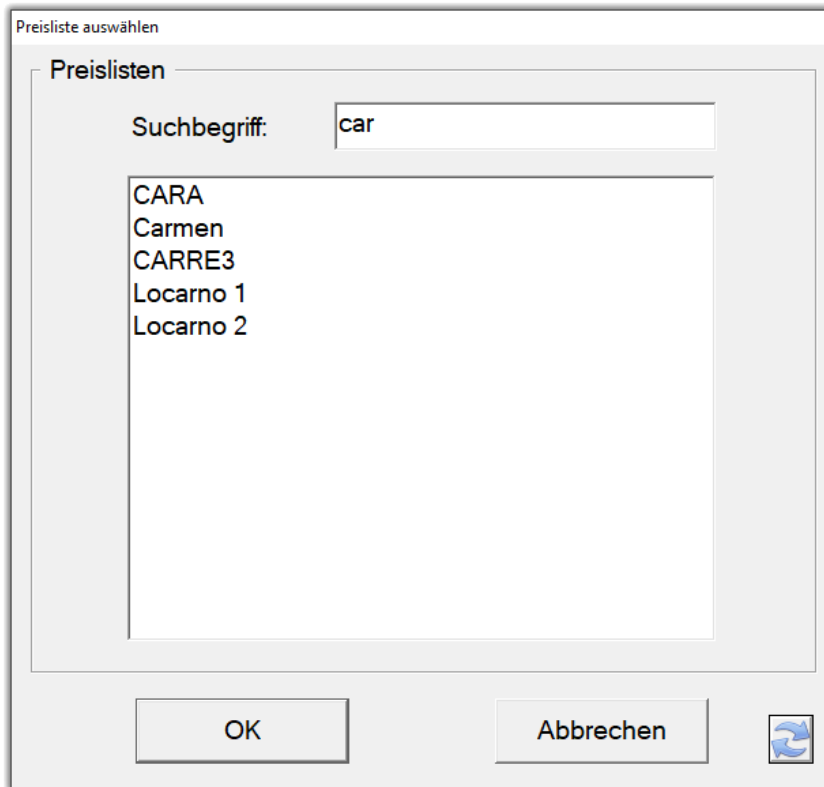 Preisliste auswählen
Preislisten
Suchbegriff: car
CARA
Carmen
CARRE3
Locarno 1
Locarno 2
OK Abbrechen